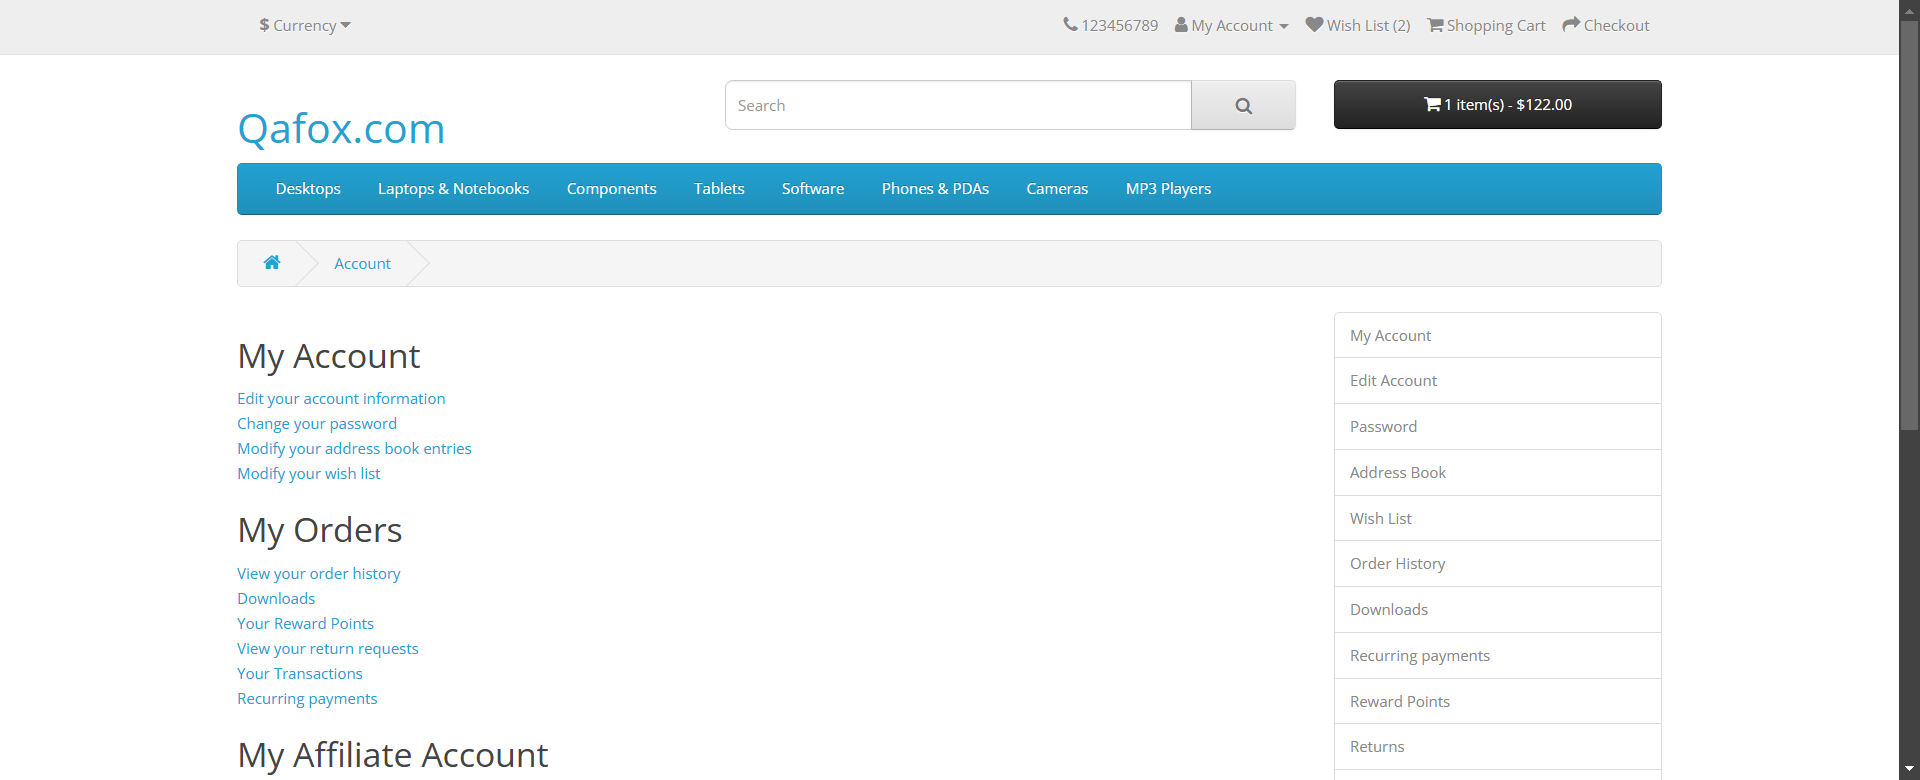 $ Currency
123456789 My Account Wish List (2) Shopping Cart Checkout
Qafox.com
Search
1 item(s) - $122.00
Desktops Laptops & Notebooks Components Tablets Software Phones & PDAs Cameras MP3 Players
Account
My Account
Edit your account information
Change your password
Modify your address book entries
Modify your wish list
My Orders
View your order history
Downloads
Your Reward Points
View your return requests
Your Transactions
Recurring payments
My Affiliate Account
My Account
Edit Account
Password
Address Book
Wish List
Order History
Downloads
Recurring payments
Reward Points
Returns